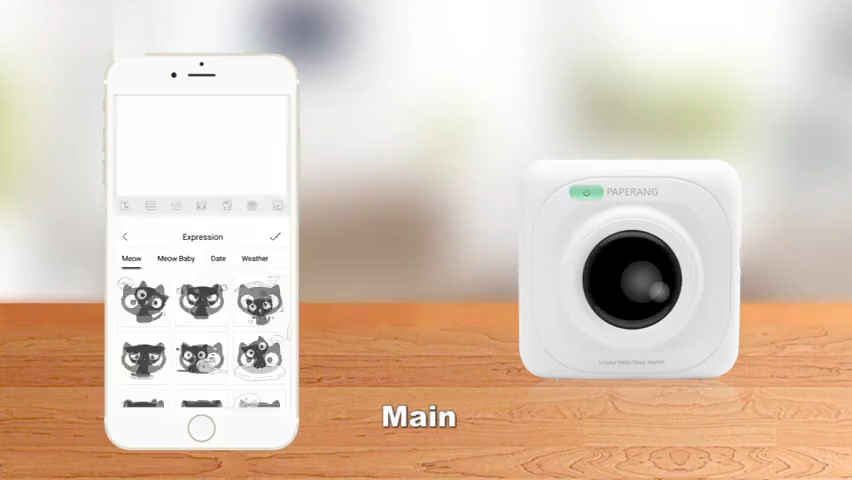 Expression
Meow
Meow Baby
Date
Weather
PAPERANG
57MM PRINTING PAPER
Main